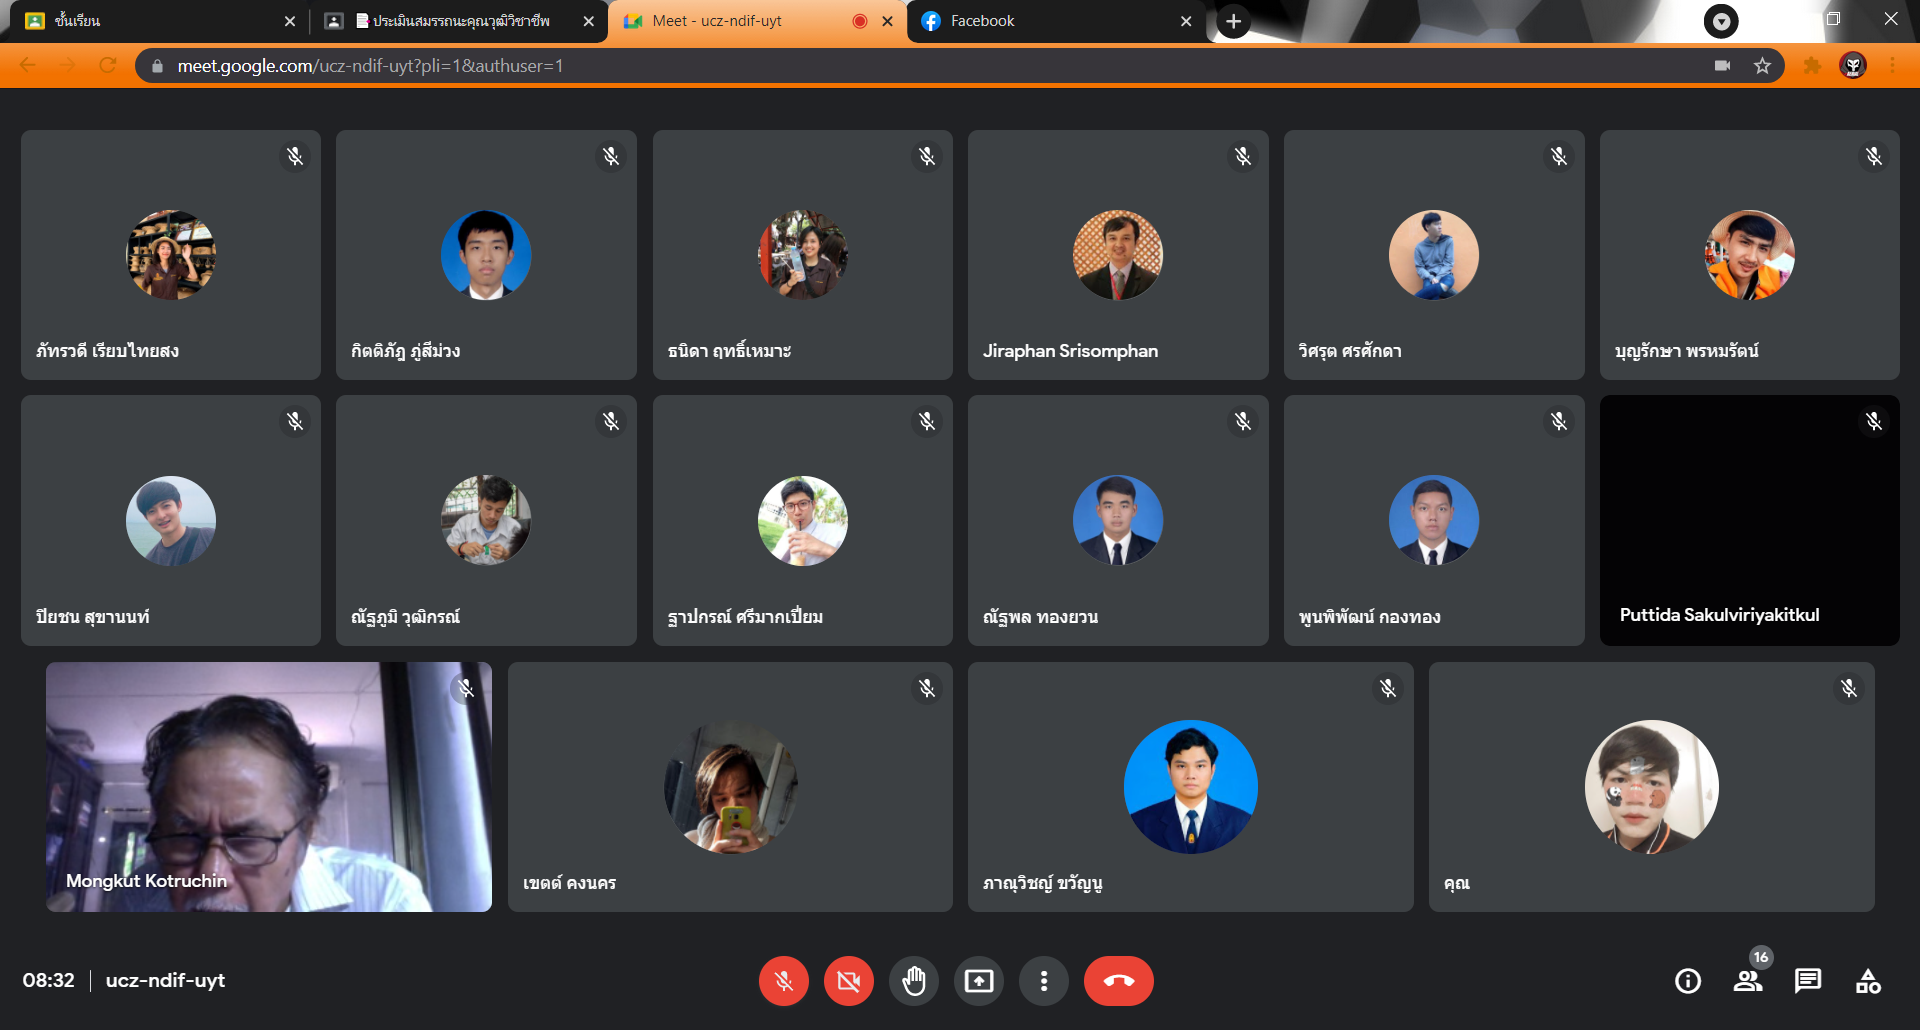 ชั้นเรียน
ประเมินสมรรถนะคุณวุฒิวิชาชีพ
Meet - ucz-ndif-uyt
Facebook
meet.google.com/ucz-ndif-uyt?pli=1&authuser=1
ภัทรวดี เรียบไทยสง
กิตติภัฎ ภู่สีม่วง
ธนิดา ฤทธิ์เหมาะ
Jiraphan Srisomphan
วิศรุต ศรศักดา
บุญรักษา พรหมรัตน์
ปิยชน สุขานนท์
ณัฐภูมิ วุฒิกรณ์
ฐาปกรณ์ ศรีมากเปี่ยม
ณัฐพล ทองยวน
พูนพิพัฒน์ กองทอง
Puttida Sakulviriyakitkul
Mongkut Kotruchin
เขตต์ คงนคร
ภาณุวิชญ์ ขวัญนู
คุณ
08:32 | ucz-ndif-uyt
16